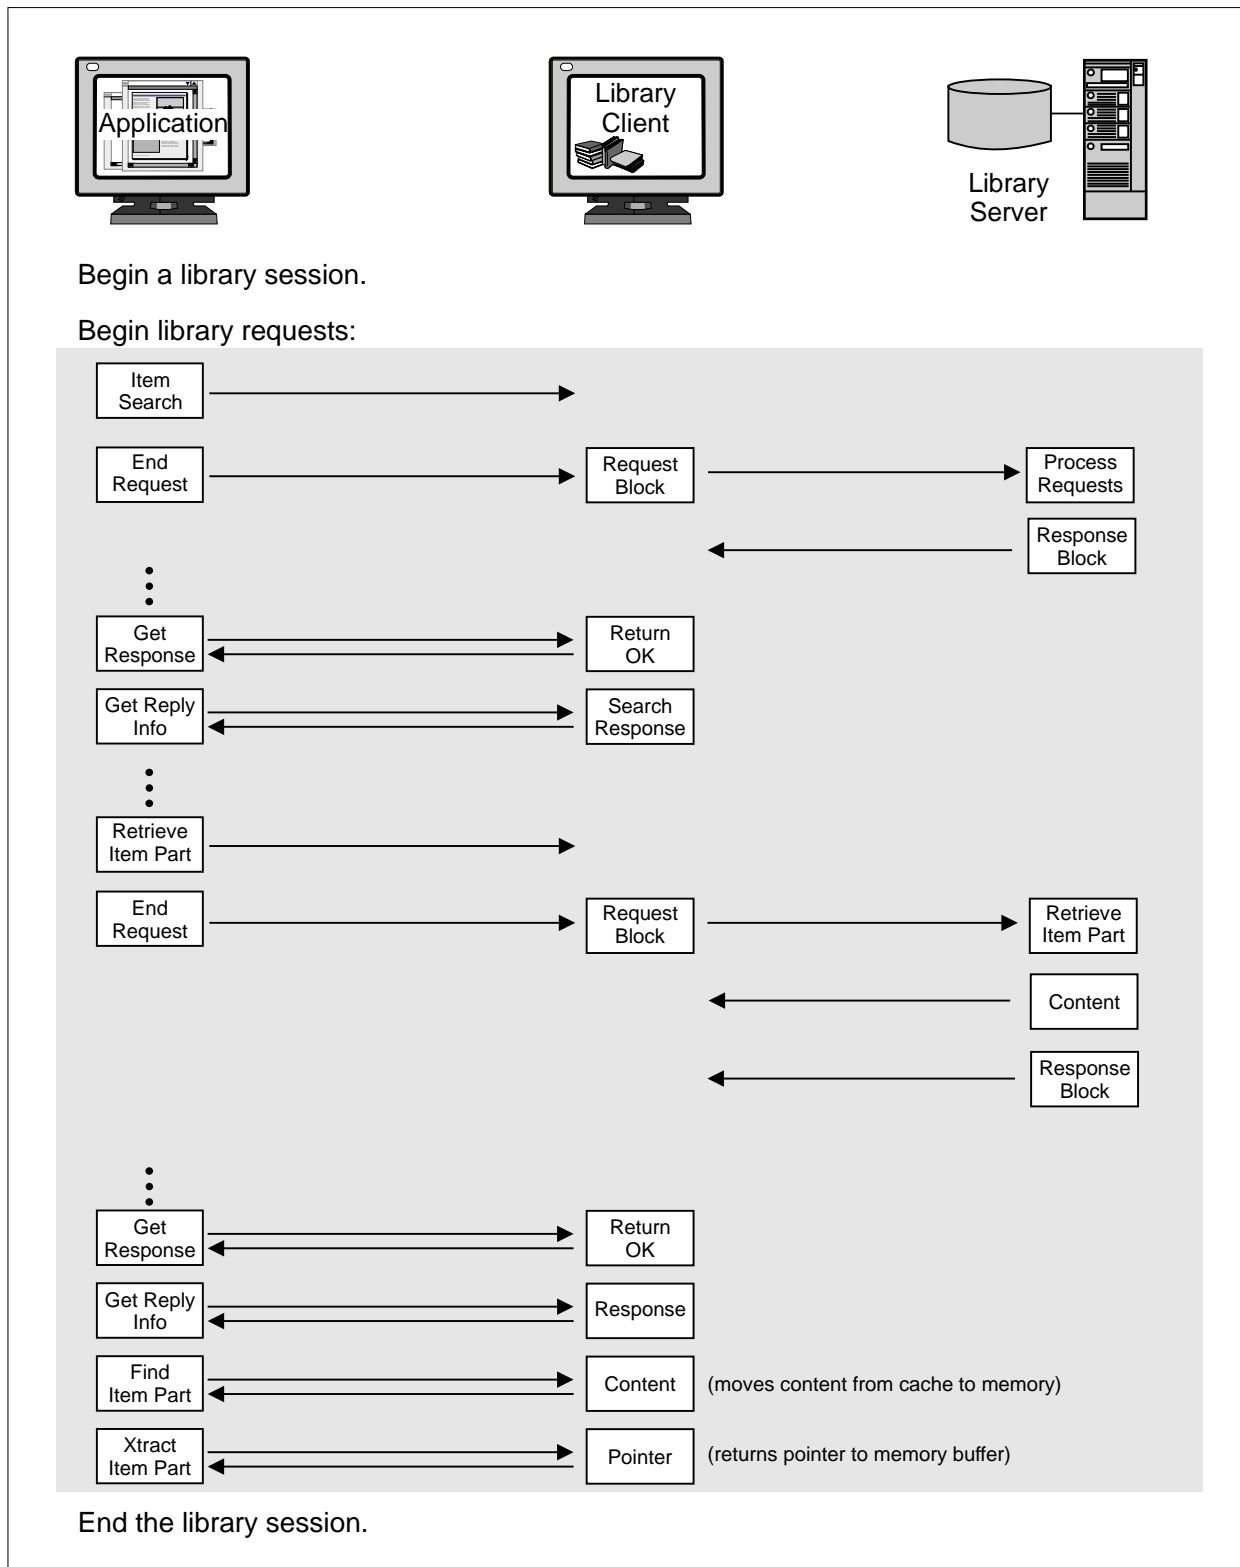 Application
Library
Client
Library
Server
Begin a library session.
Begin library requests:
Item
Search
End
Request
Request
Block
Process
Requests
Response
Block
Get
Response
Return
OK
Get Reply
Info
Search
Response
Retrieve
Item Part
End
Request
Request
Block
Retrieve
Item Part
Content
Response
Block
Get
Response
Return
OK
Get Reply
Info
Response
Find
Item Part
Content
(moves content from cache to memory)
Xtract
Item Part
Pointer
(returns pointer to memory buffer)
End the library session.